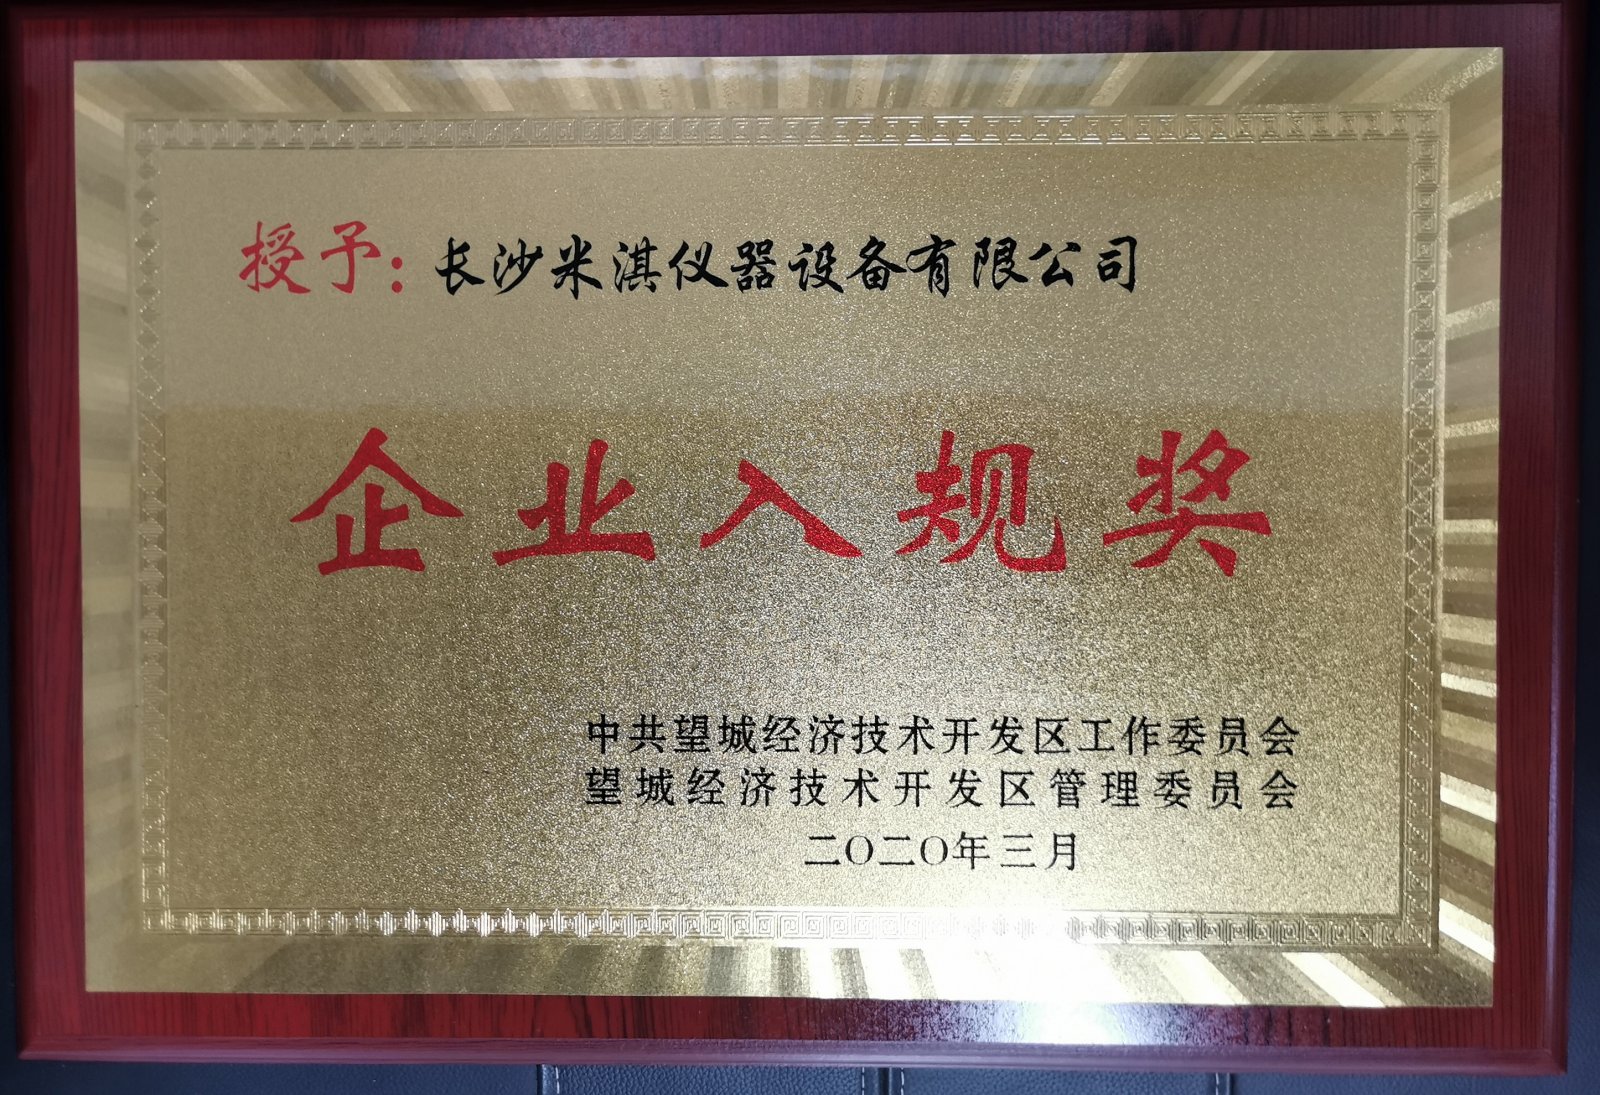 授予：长沙米淇仪器设备有限公司
企业入规奖
中共望城经济技术开发区工作委员会
望城经济技术开发区管理委员会
二〇二〇年三月